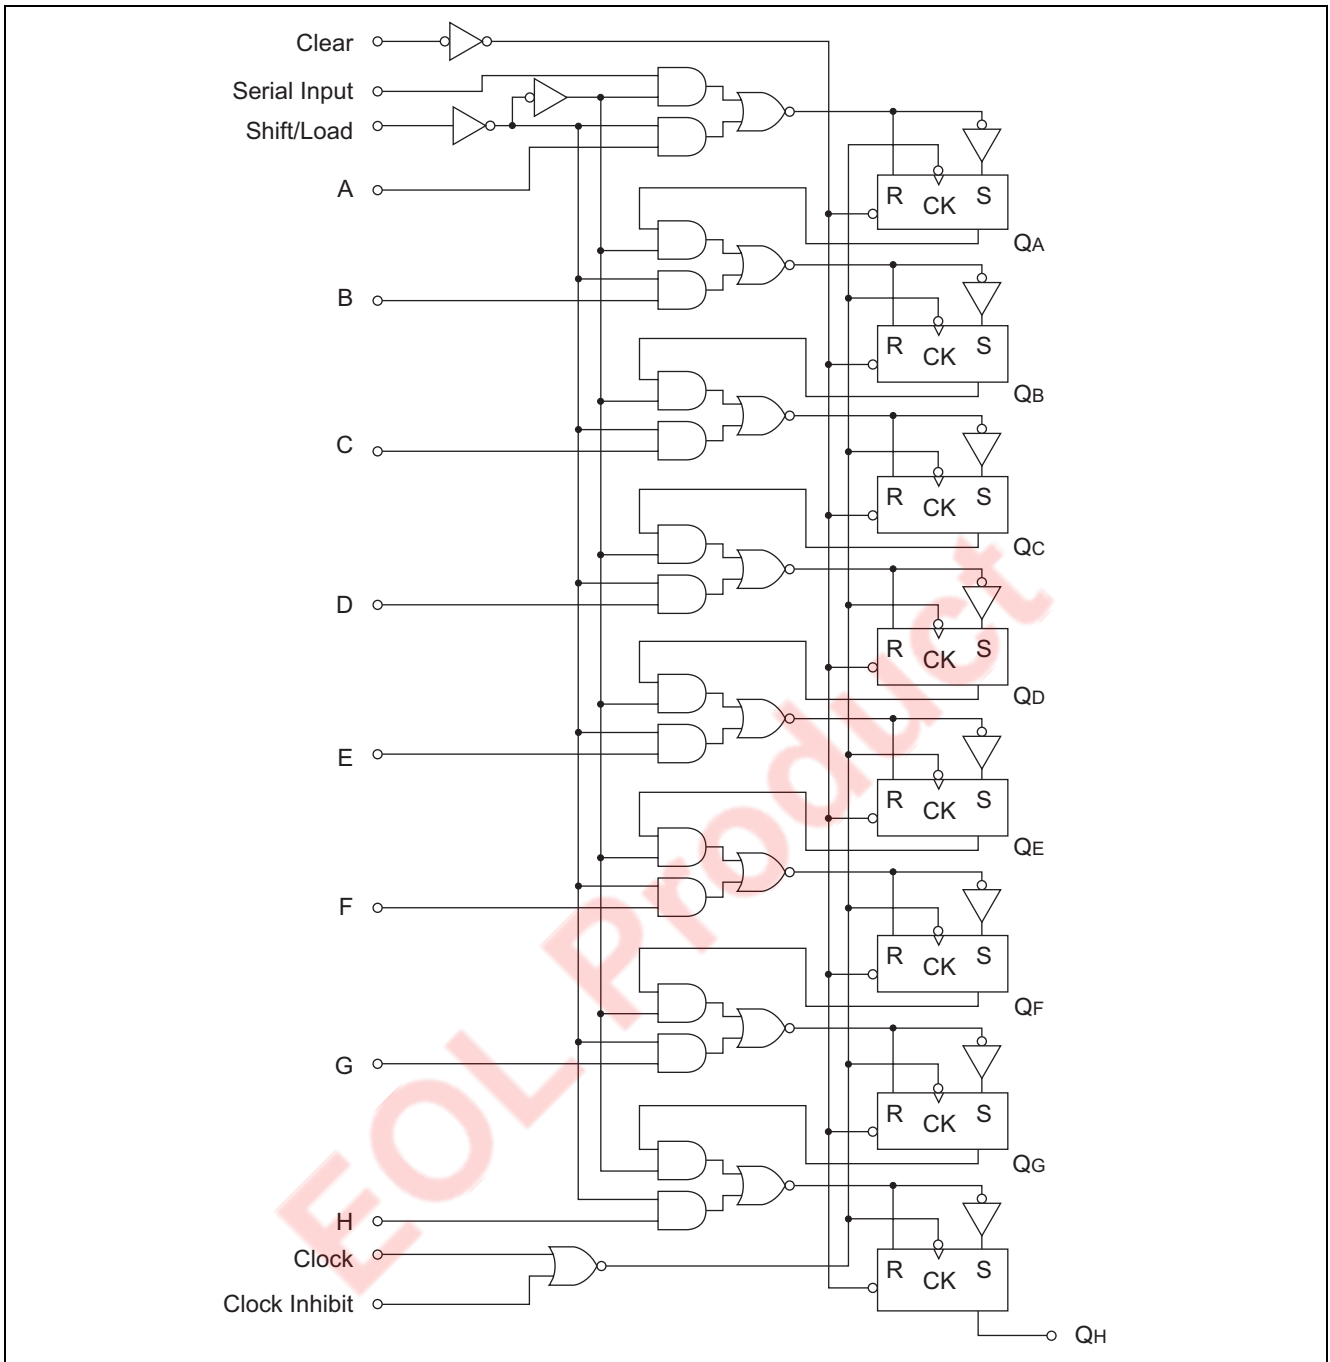 Clear
Serial Input
Shift/Load
A
R CK S
QA
B
R CK S
QB
C
R CK S
QC
D
R CK S
QD
E
R CK S
QE
F
R CK S
QF
G
R CK S
QG
H
Clock
R CK S
Clock Inhibit
QH
EOL Product